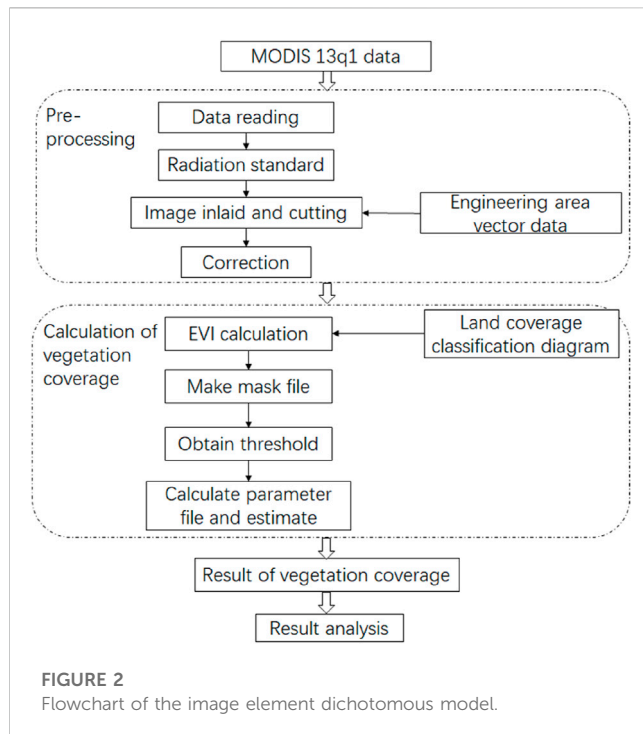 MODIS 13q1 data
Pre-
processing
Data reading
Radiation standard
Image inlaid and cutting
Engineering area
vector data
Correction
Calculation of
vegetation
coverage
EVI calculation
Land coverage
classification diagram
Make mask file
Obtain threshold
Calculate parameter
file and estimate
Result of vegetation coverage
Result analysis
FIGURE 2
Flowchart of the image element dichotomous model.